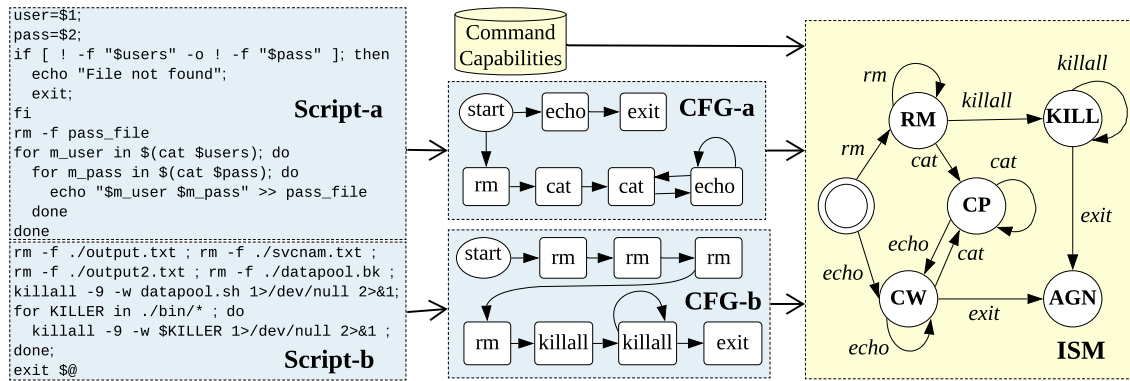 user=$1;
pass=$2;
if [ ! -f "$users" -o ! -f "$pass" ]; then
echo "File not found";
exit;
fi
rm -f pass_file
for m_user in $(cat $users); do
for m_pass in $(cat $pass); do
echo "$m_user $m_pass" >> pass_file
done
done
Script-a
rm -f ./output.txt ; rm -f ./svcnam.txt ;
rm -f ./output2.txt ; rm -f ./datapool.bk ;
killall -9 -w datapool.sh 1>/dev/null 2>&1;
for KILLER in ./bin/* ; do
killall -9 -w $KILLER 1>/dev/null 2>&1 ;
done;
exit $@
Script-b
Command
Capabilities
CFG-a
start
echo
exit
rm
cat
cat
echo
CFG-b
start
rm
rm
rm
rm
killall
killall
exit
rm
RM
killall
killall
KILL
rm
cat
cat
CP
exit
echo
cat
echo
CW
exit
AGN
echo
ISM